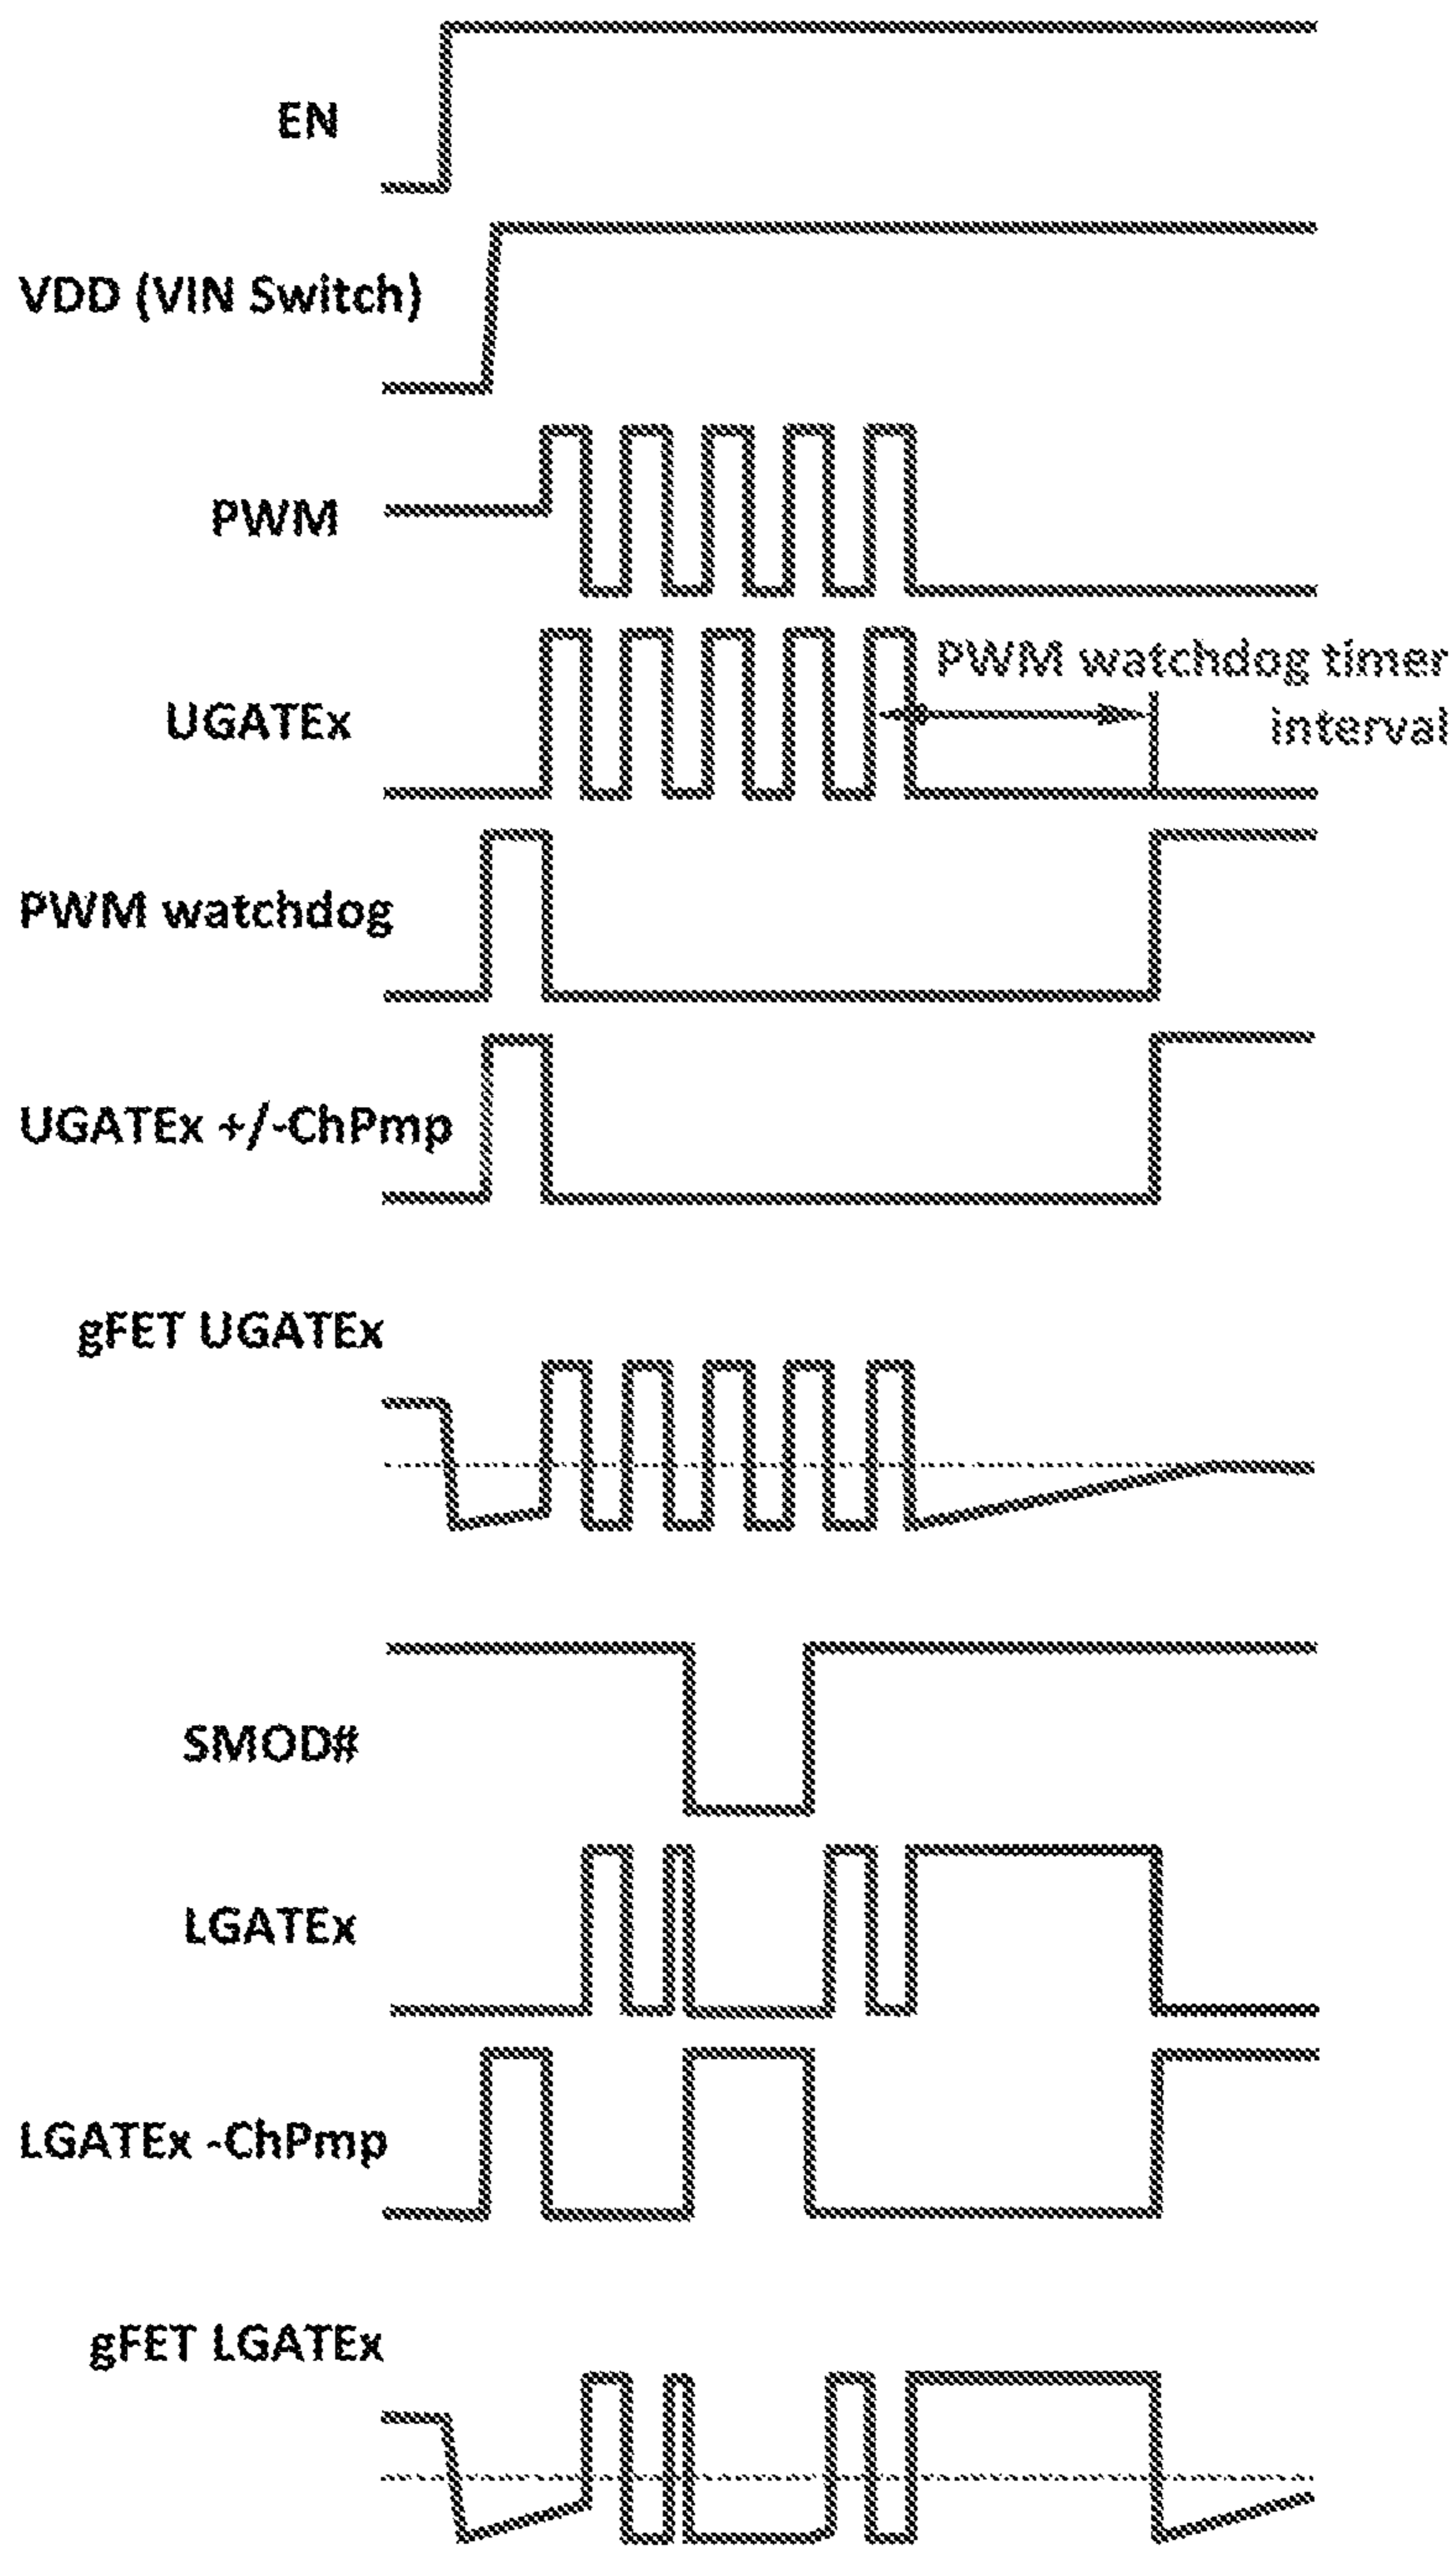 EN
VDD (VIN Switch)
PWM
PWM watchdog timer
UGATEx
interval
PWM watchdog
UGATEx +/-ChPmp
gFET UGATEx
SMOD#
LGATEx
LGATEx -ChPmp
gFET LGATEx